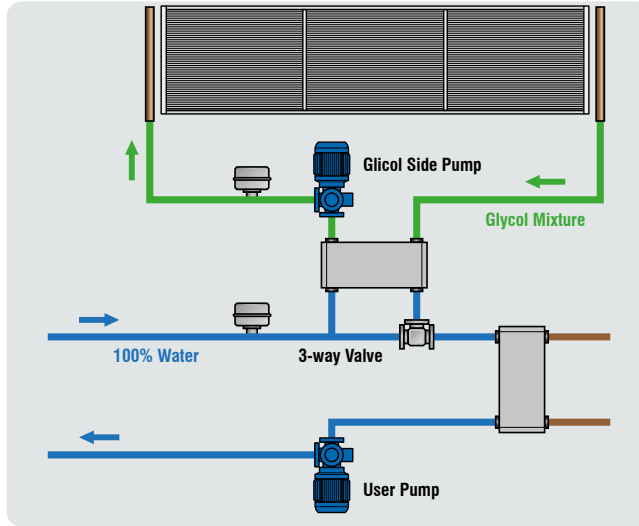 Glicol Side Pump
Glycol Mixture
100% Water
3-way Valve
User Pump